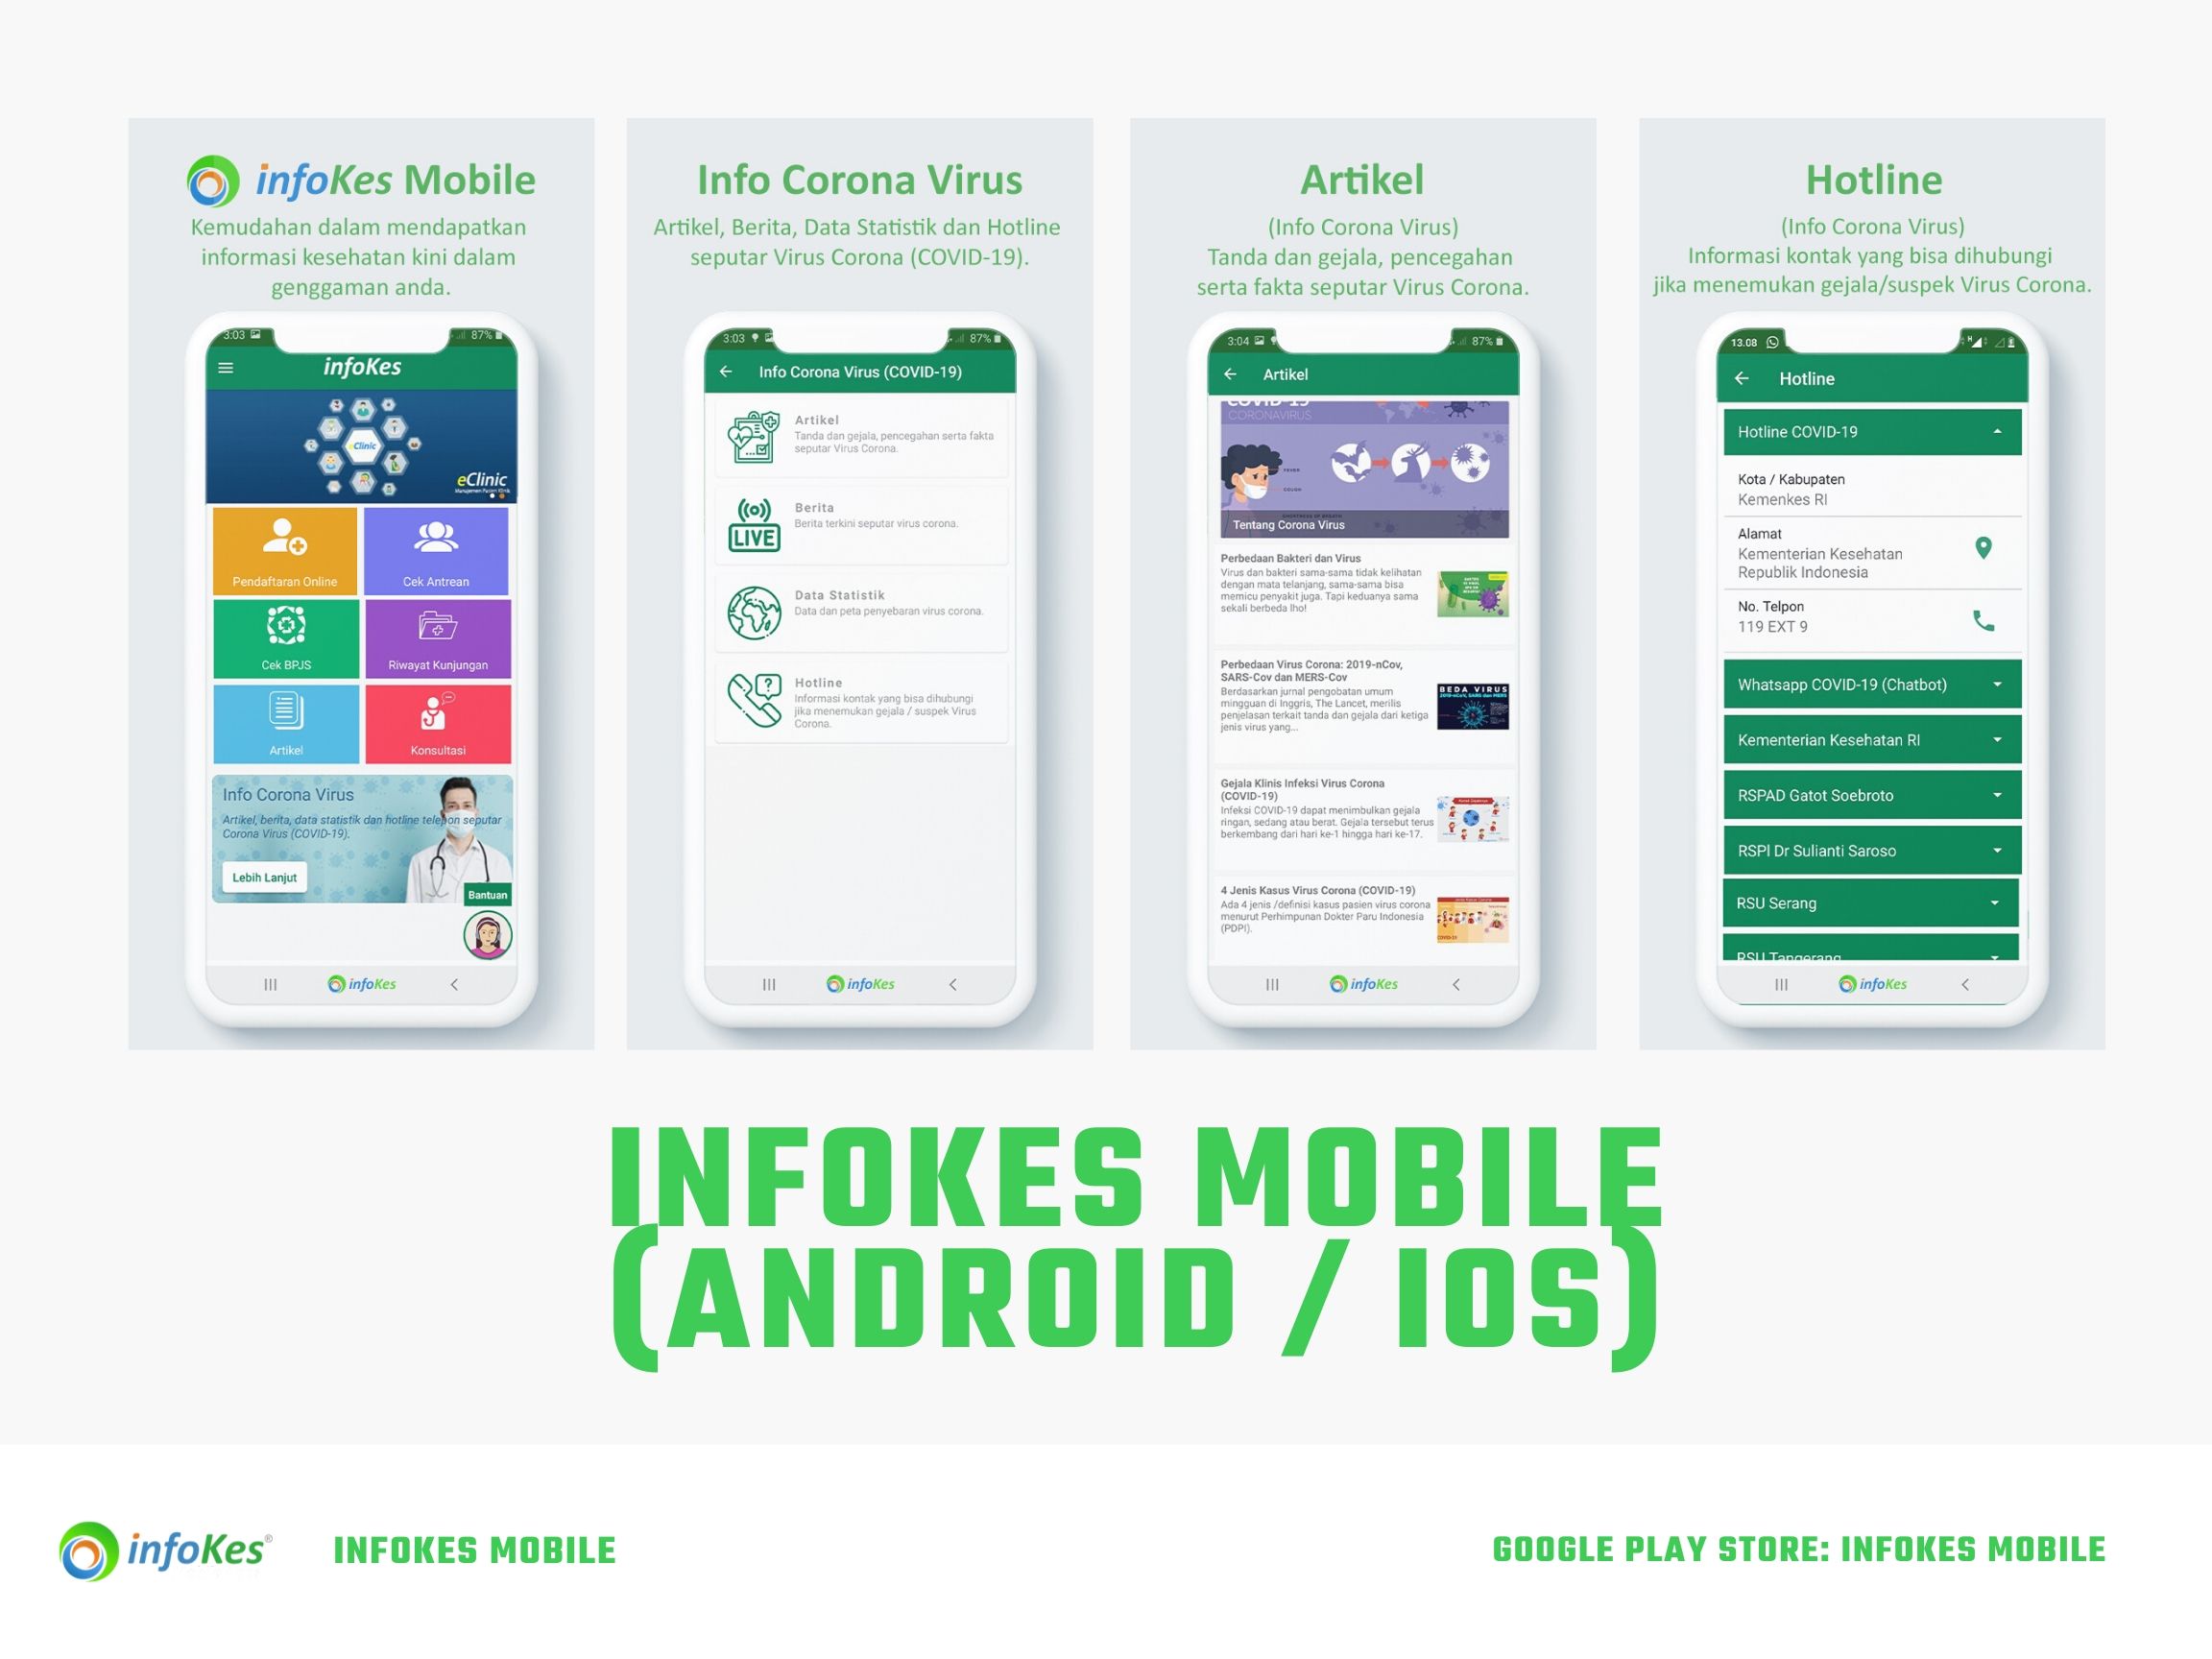 infoKes Mobile
Kemudahan dalam mendapatkan
informasi kesehatan kini dalam
genggaman anda.
3:03
87%
infoKes
eClinic
eClinic
Manajemen Pasien Klinik
Pendaftaran Online
Cek Antrean
Cek BPJS
Riwayat Kunjungan
Artikel
Konsultasi
Info Corona Virus
Artikel, berita, data statistik dan hotline telepon seputar
Corona Virus (COVID-19).
Lebih Lanjut
Bantuan
infoKes
Info Corona Virus
Artikel, Berita, Data Statistik dan Hotline
seputar Virus Corona (COVID-19).
3:03
87%
Info Corona Virus (COVID-19)
Artikel
Tanda dan gejala, pencegahan serta fakta
seputar Virus Corona.
LIVE
Berita
Berita terkini seputar virus corona.
Data Statistik
Data dan peta penyebaran virus corona.
Hotline
Informasi kontak yang bisa dihubungi
jika menemukan gejala / suspek Virus
Corona.
infoKes
Artikel
(Info Corona Virus)
Tanda dan gejala, pencegahan
serta fakta seputar Virus Corona.
3:04
87%
Artikel
COVID-19
CORONAVIRUS
Tentang Corona Virus
Perbedaan Bakteri dan Virus
Virus dan bakteri sama-sama tidak kelihatan
dengan mata telanjang, sama-sama bisa
memicu penyakit juga. Tapi keduanya sama
sekali berbeda lho!
Perbedaan Virus Corona: 2019-nCov,
SARS-Cov dan MERS-Cov
Berdasarkan jurnal pengobatan umum
mingguan di Inggris, The Lancet, merilis
penjelasan terkait tanda dan gejala dari ketiga
jenis virus yang...
BEDA VIRUS
Gejala Klinis Infeksi Virus Corona
(COVID-19)
Infeksi COVID-19 dapat menimbulkan gejala
ringan, sedang atau berat. Gejala tersebut terus
berkembang dari hari ke-1 hingga hari ke-17.
4 Jenis Kasus Virus Corona (COVID-19)
Ada 4 jenis /definisi kasus pasien virus corona
menurut Perhimpunan Dokter Paru Indonesia
(PDPI).
infoKes
Hotline
(Info Corona Virus)
Informasi kontak yang bisa dihubungi
jika menemukan gejala/suspek Virus Corona.
13.08
Hotline
Hotline COVID-19
Kota / Kabupaten
Kemenkes RI
Alamat
Kementerian Kesehatan
Republik Indonesia
No. Telpon
119 EXT 9
Whatsapp COVID-19 (Chatbot)
Kementerian Kesehatan RI
RSPAD Gatot Soebroto
RSPI Dr Sulianti Saroso
RSU Serang
RSU Tangerang
infoKes
INFOKES MOBILE
(ANDROID / IOS)
infoKes®
INFOKES MOBILE
GOOGLE PLAY STORE: INFOKES MOBILE